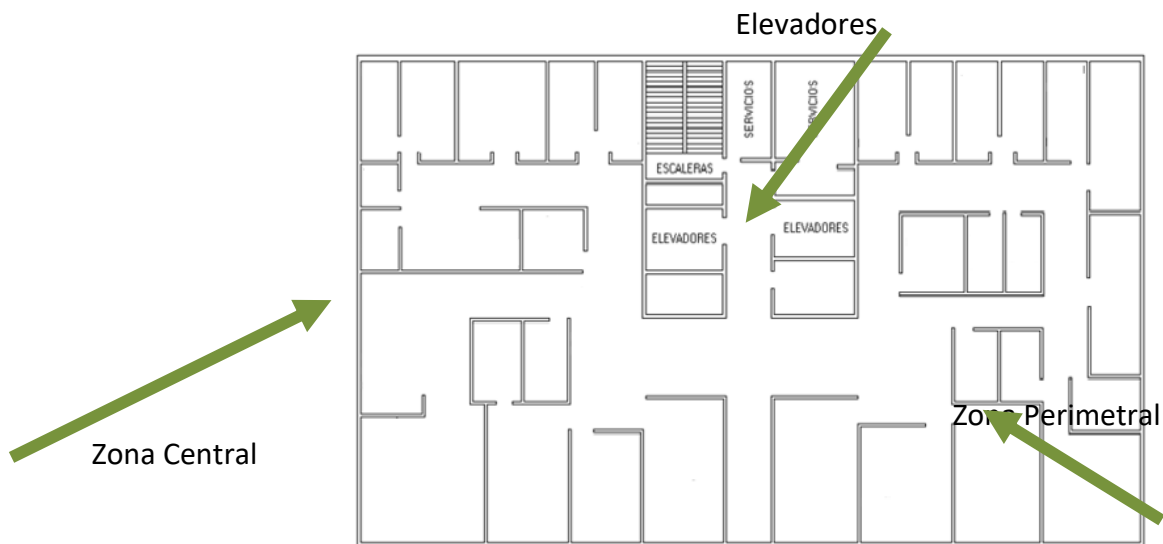 Elevadores
SERVICIOS
SERVICIOS
ESCALERAS
ELEVADORES
ELEVADORES
Zona Perimetral
Zona Central